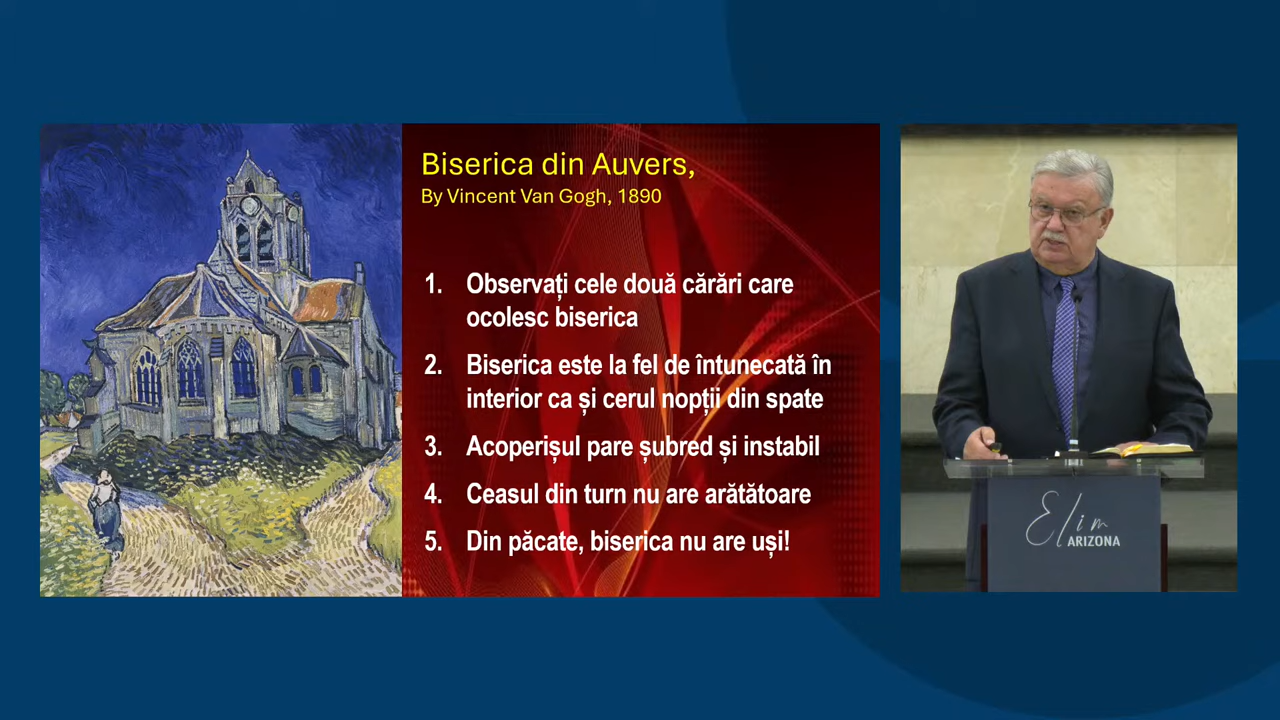 Biserica din Auvers,
By Vincent Van Gogh, 1890
1. Observați cele două cărări care
ocolesc biserica
2. Biserica este la fel de întunecată în
interior ca și cerul nopții din spate
3. Acoperișul pare șubred și instabil
4. Ceasul din turn nu are arătătoare
5. Din păcate, biserica nu are uși!
Elim
ARIZONA